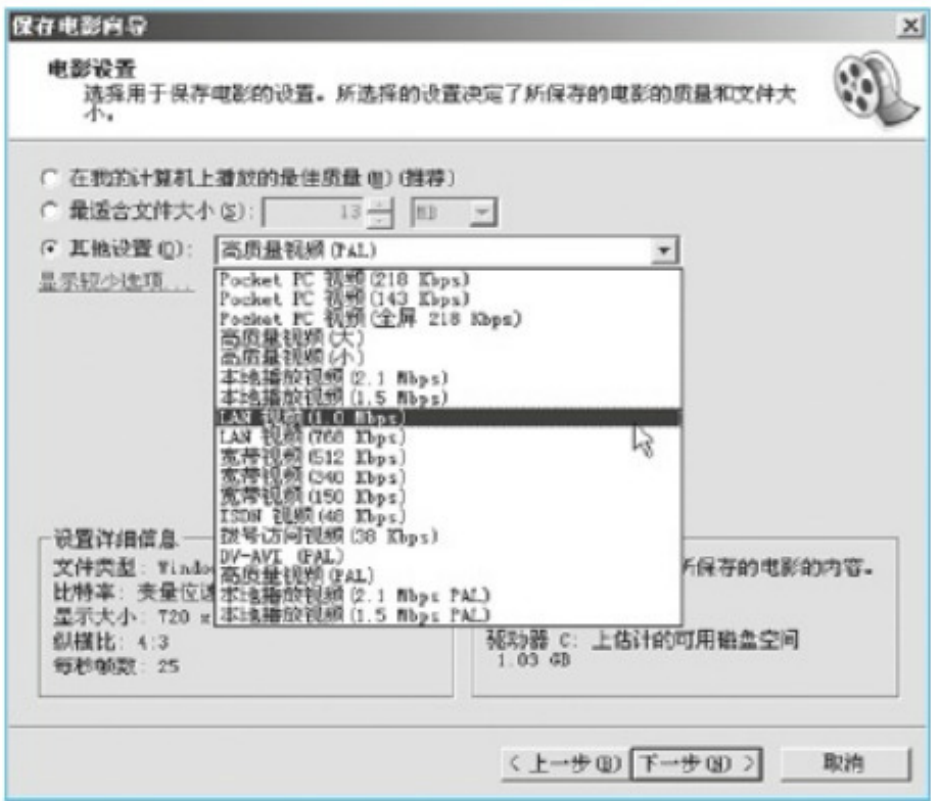 保存电影向导
电影设置
选择用于保存电影的设置。所选择的设置决定了所保存的电影的质量和文件大
小。
在我的计算机上播放的最佳质量(M)(推荐)
最适合文件大小(S): 13 MB
其他设置(O): 高质量视频(PAL)
显示较少选项...
Pocket PC 视频(218 Kbps)
Pocket PC 视频(143 Kbps)
Pocket PC 视频(全屏 218 Kbps)
高质量视频(大)
高质量视频(小)
本地播放视频(2.1 Mbps)
本地播放视频(1.5 Mbps)
LAN 视频(1.0 Mbps)
LAN 视频(768 Kbps)
宽带视频(512 Kbps)
宽带视频(340 Kbps)
宽带视频(150 Kbps)
ISDN 视频(48 Kbps)
拨号访问视频(38 Kbps)
DV-AVI (PAL)
高质量视频(PAL)
本地播放视频(2.1 Mbps PAL)
本地播放视频(1.5 Mbps PAL)
设置详细信息
文件类型: Windo
比特率: 变量位速
显示大小: 720 x
纵横比: 4:3
每秒帧数: 25
所保存的电影的内容。
驱动器 C: 上估计的可用磁盘空间
1.03 GB
< 上一步(B)
下一步(N) >
取消